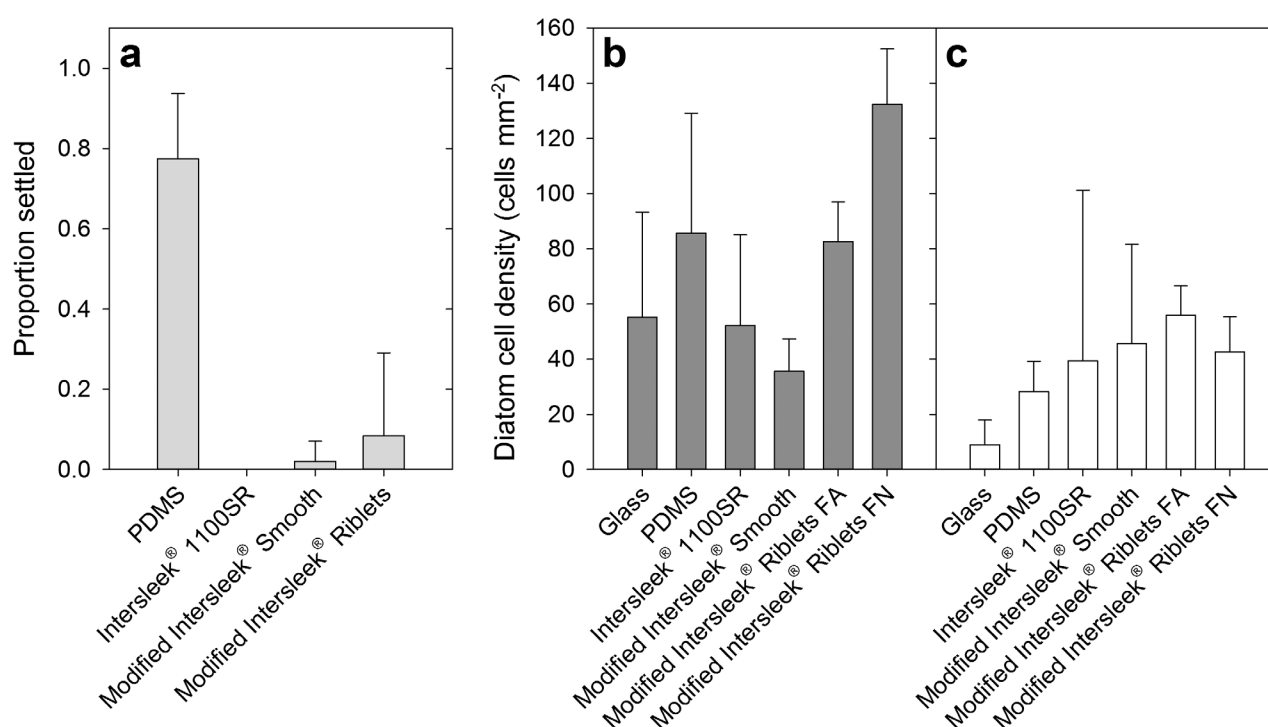 a
Proportion settled
1.0
0.8
0.6
0.4
0.2
0.0
PDMS
Intersleek® 1100SR
Modified Intersleek® Smooth
Modified Intersleek® Riblets
b
c
Diatom cell density (cells mm-2)
160
140
120
100
80
60
40
20
0
Glass
PDMS
Intersleek® 1100SR
Modified Intersleek® Smooth
Modified Intersleek® Riblets FA
Modified Intersleek® Riblets FN
Glass
PDMS
Intersleek® 1100SR
Modified Intersleek® Smooth
Modified Intersleek® Riblets FA
Modified Intersleek® Riblets FN